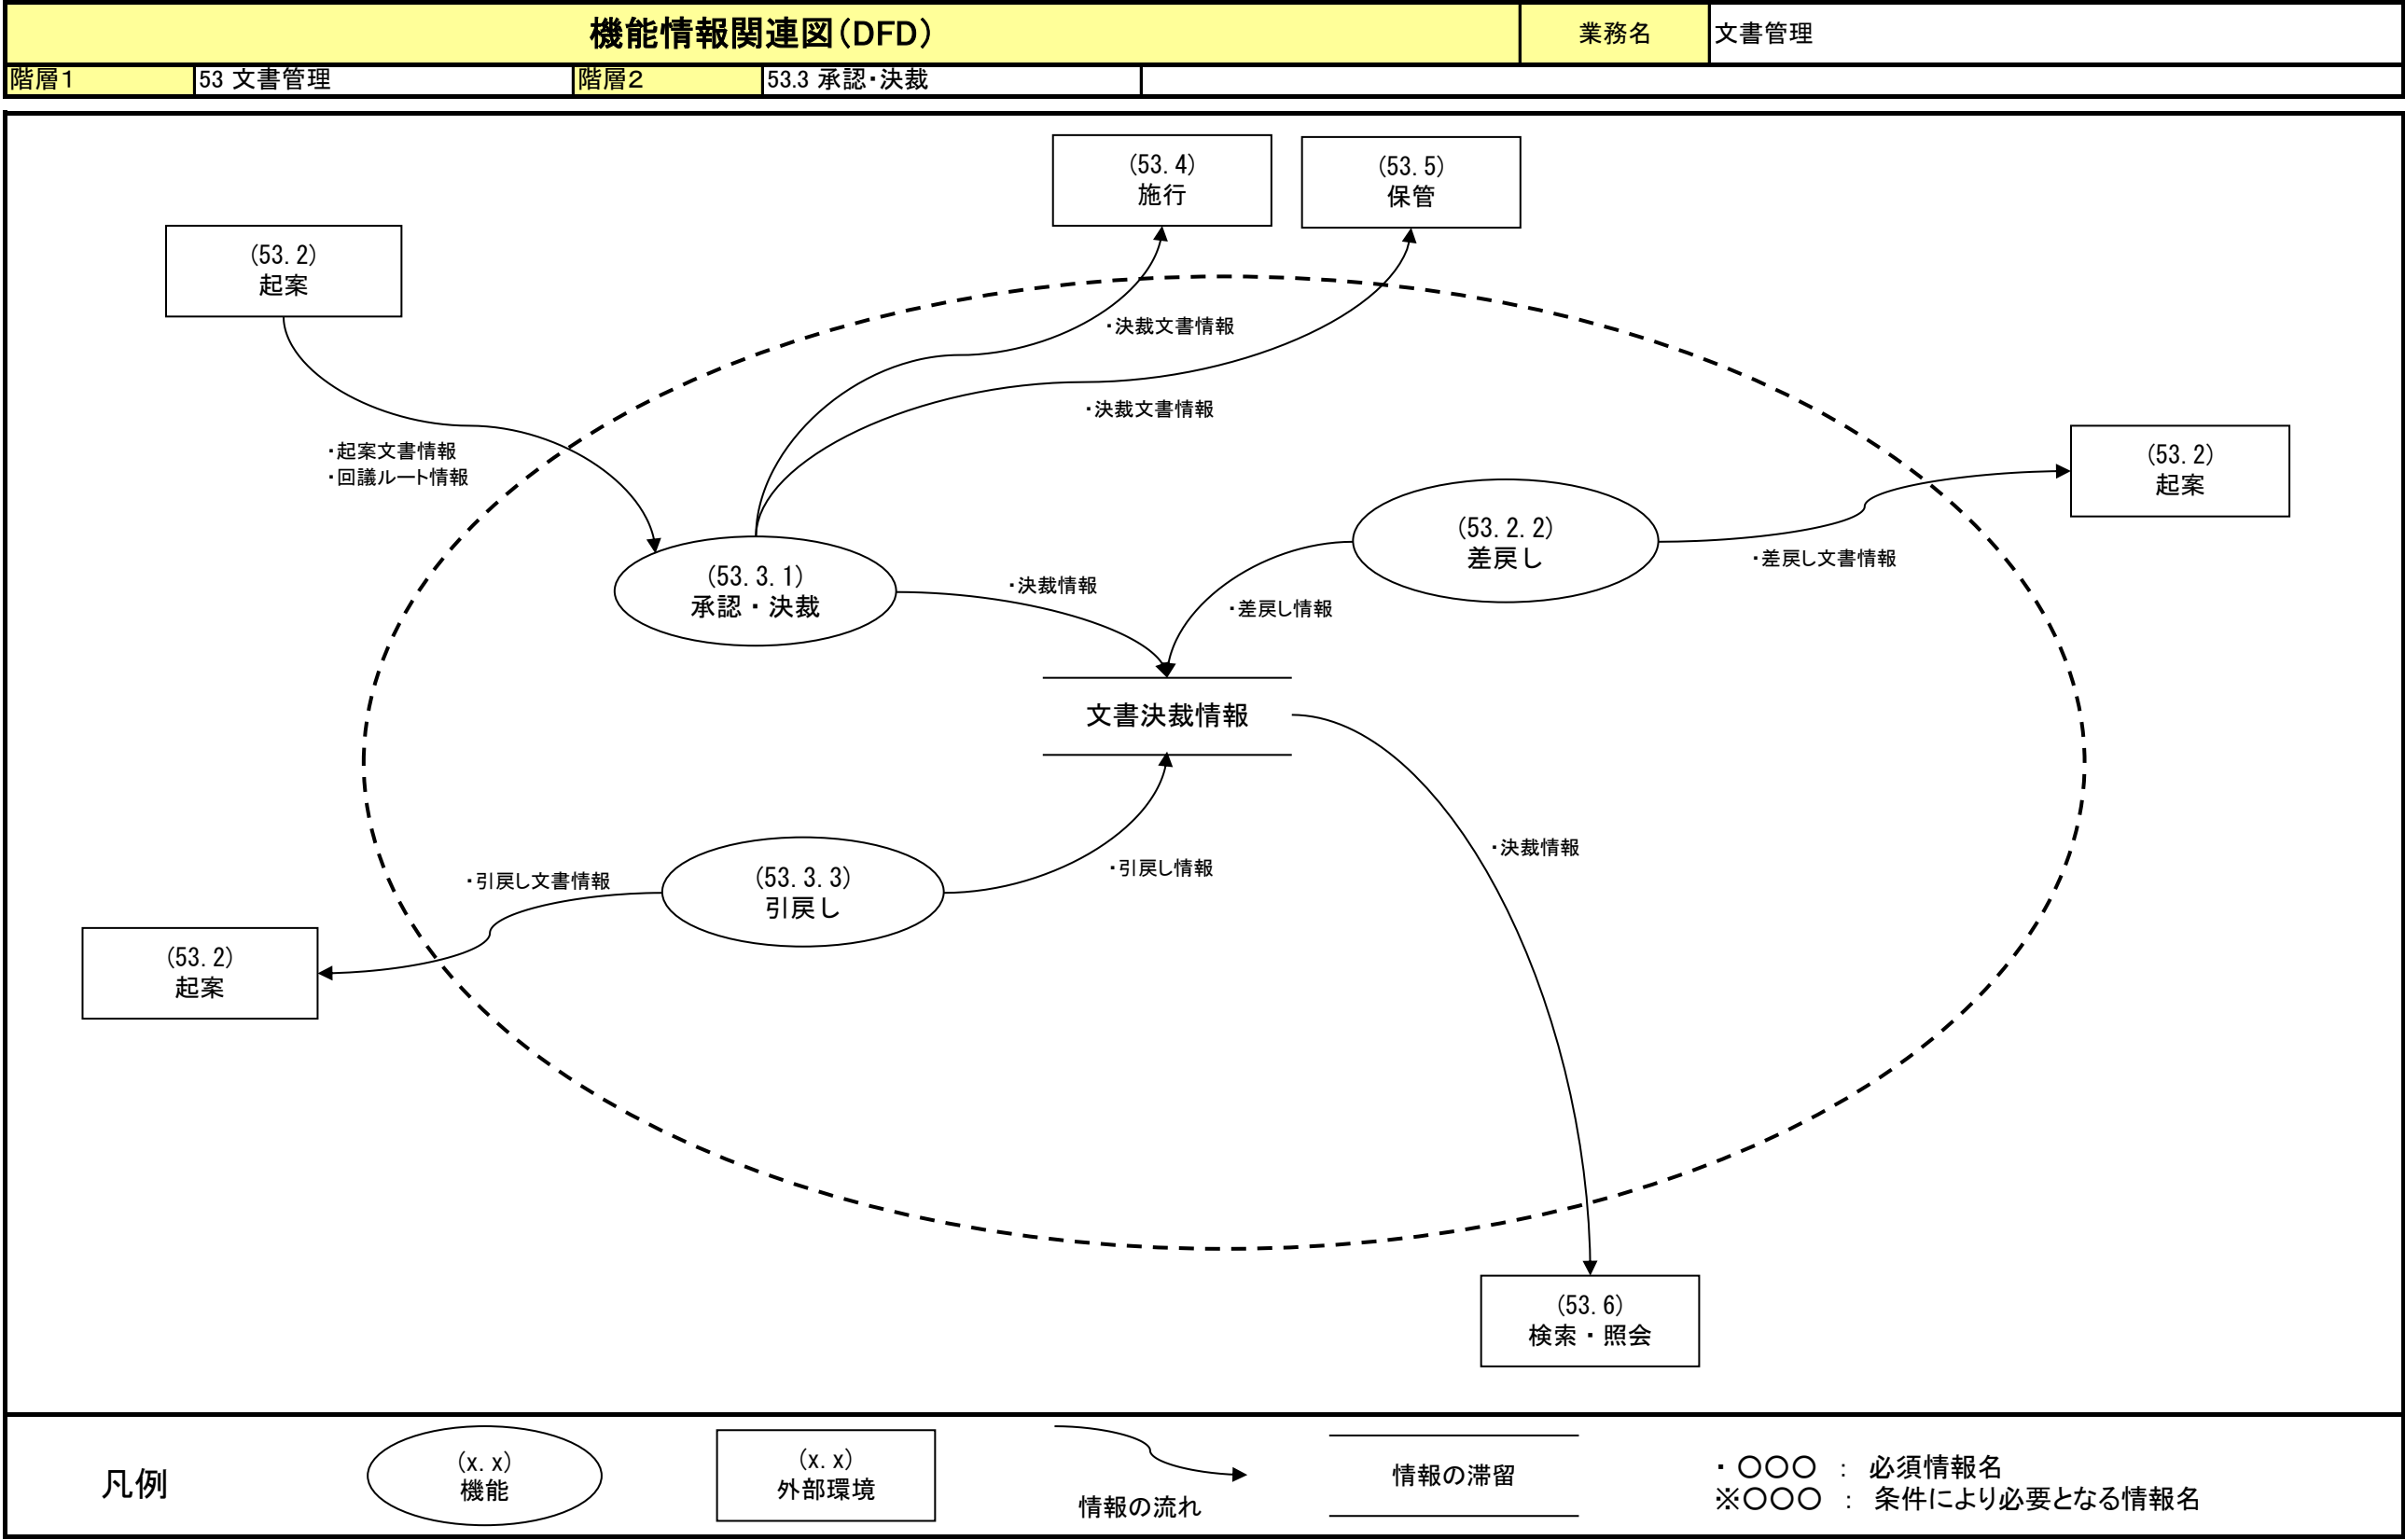 機能情報関連図（DFD）
業務名
文書管理
階層１
53 文書管理
階層２
53.3 承認・決裁
(53.4)
施行
(53.5)
保管
(53.2)
起案
・決裁文書情報
・決裁文書情報
・起案文書情報
・回議ルート情報
(53.2)
起案
(53.2.2)
差戻し
・差戻し文書情報
(53.3.1)
承認・決裁
・決裁情報
・差戻し情報
文書決裁情報
・決裁情報
・引戻し情報
(53.3.3)
引戻し
・引戻し文書情報
(53.2)
起案
(53.6)
検索・照会
凡例
(x.x)
機能
(x.x)
外部環境
情報の流れ
情報の滞留
・ 〇〇〇 ： 必須情報名
※〇〇〇 ： 条件により必要となる情報名